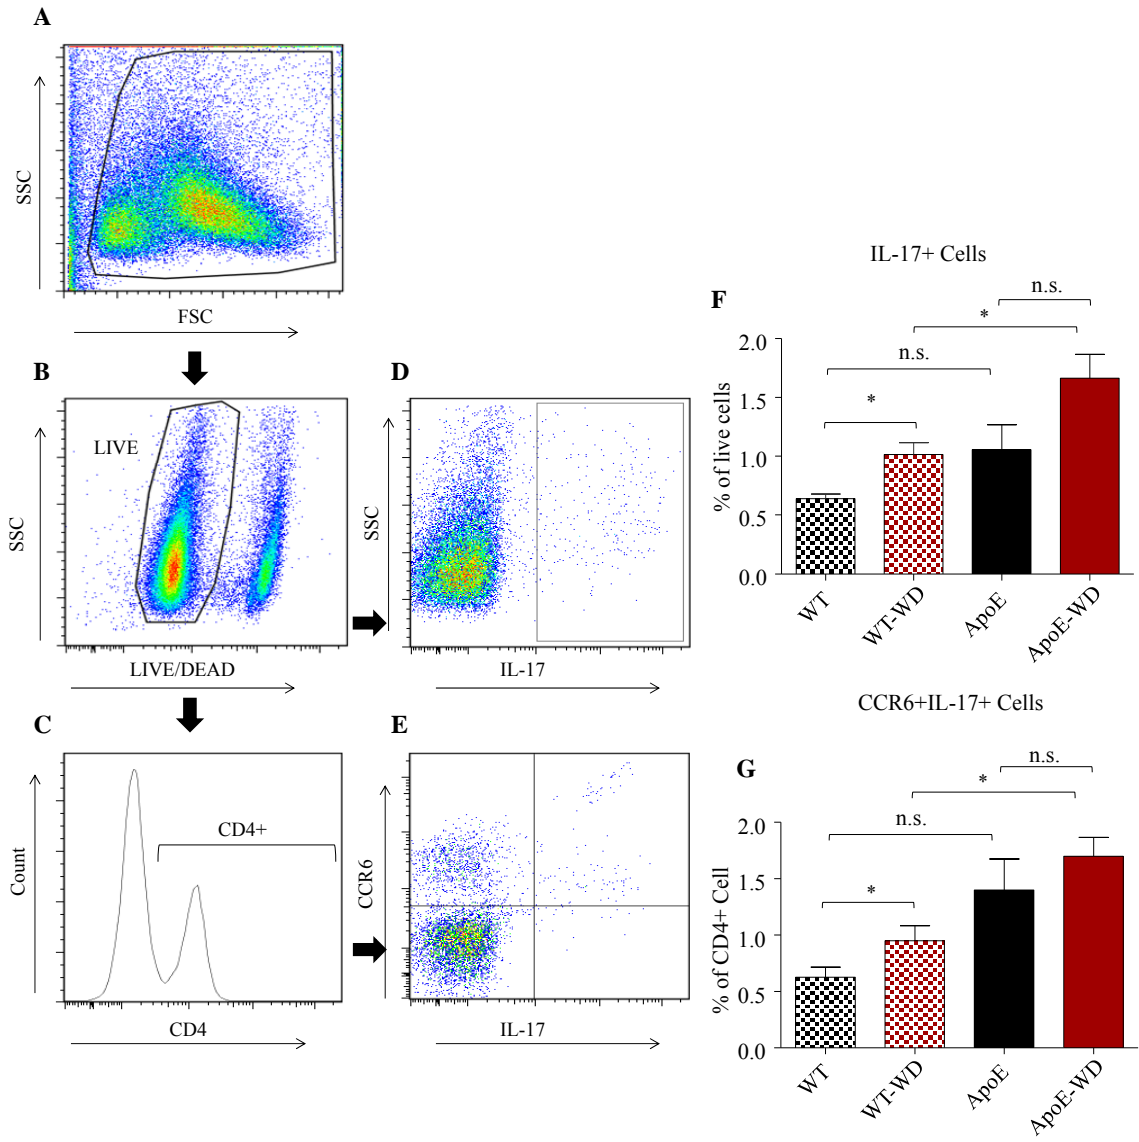 A
SSC
FSC
B
LIVE
SSC
LIVE/DEAD
D
SSC
IL-17
C
CD4+
Count
CD4
E
CCR6
IL-17
IL-17+ Cells
F
n.s.
*
n.s.
*
2.0
1.5
1.0
0.5
0.0
% of live cells
WT
WT-WD
ApoE
ApoE-WD
CCR6+IL-17+ Cells
G
n.s.
*
n.s.
*
2.0
1.5
1.0
0.5
0.0
% of CD4+ Cell
WT
WT-WD
ApoE
ApoE-WD